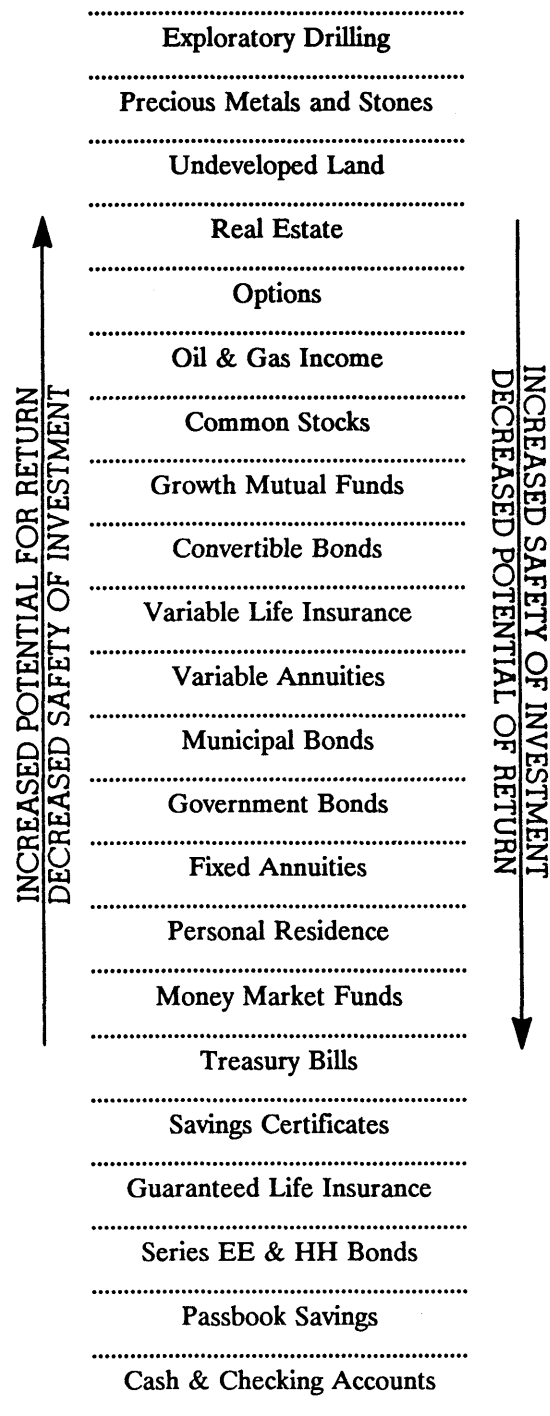 Exploratory Drilling
Precious Metals and Stones
Undeveloped Land
Real Estate
Options
Oil & Gas Income
Common Stocks
Growth Mutual Funds
Convertible Bonds
Variable Life Insurance
Variable Annuities
Municipal Bonds
Government Bonds
Fixed Annuities
Personal Residence
Money Market Funds
Treasury Bills
Savings Certificates
Guaranteed Life Insurance
Series EE & HH Bonds
Passbook Savings
Cash & Checking Accounts
INCREASED POTENTIAL FOR RETURN
DECREASED SAFETY OF INVESTMENT
INCREASED SAFETY OF INVESTMENT
DECREASED POTENTIAL OF RETURN